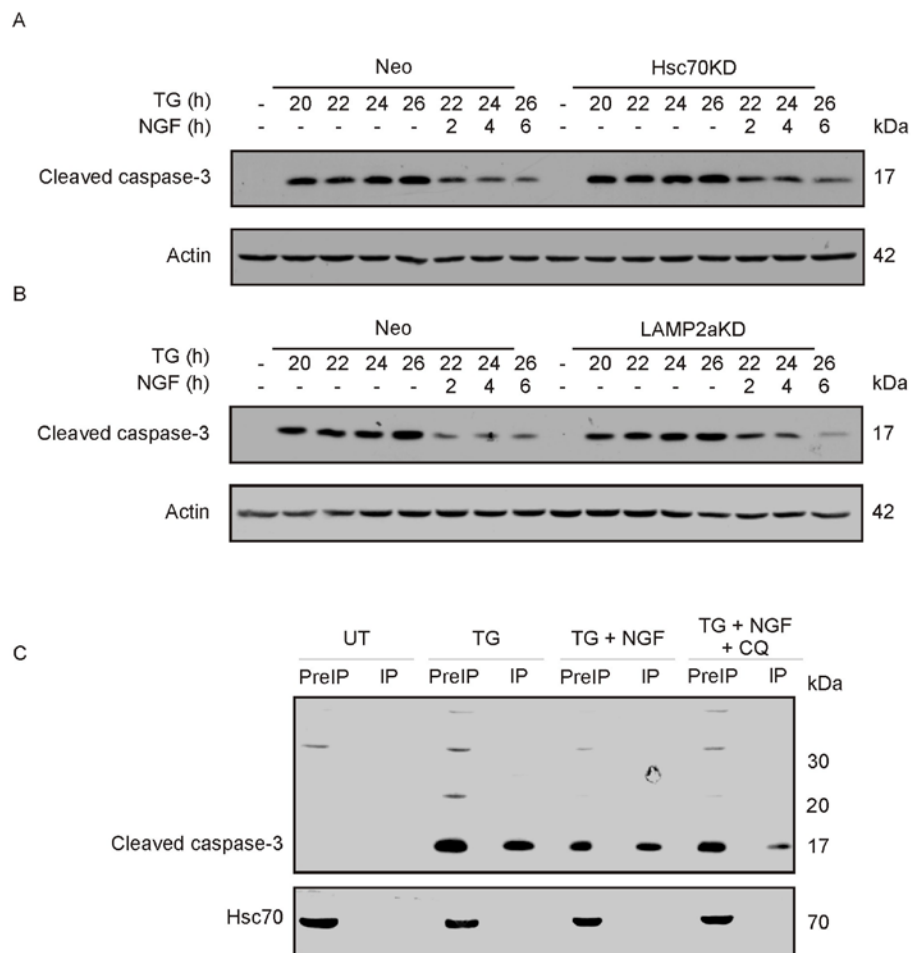 A
Neo Hsc70KD
TG (h) - 20 22 24 26 22 24 26 - 20 22 24 26 22 24 26
NGF (h) - - - - - 2 4 6 - - - - - 2 4 6 kDa
Cleaved caspase-3 17
Actin 42
B
Neo LAMP2aKD
TG (h) - 20 22 24 26 22 24 26 - 20 22 24 26 22 24 26
NGF (h) - - - - - 2 4 6 - - - - - 2 4 6 kDa
Cleaved caspase-3 17
Actin 42
C
UT TG TG + NGF TG + NGF
+ CQ
PreIP IP PreIP IP PreIP IP PreIP IP kDa
30
20
Cleaved caspase-3 17
Hsc70 70